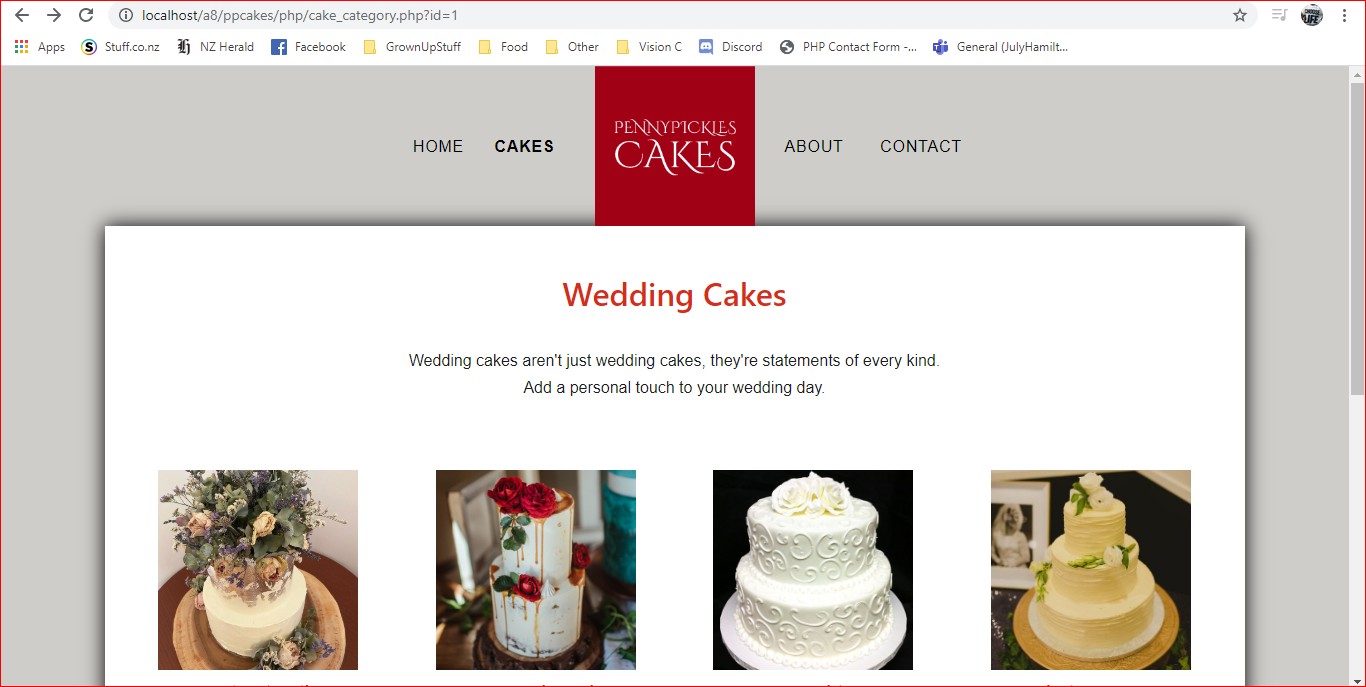 localhost/a8/ppcakes/php/cake_category.php?id=1
Apps Stuff.co.nz NZ Herald Facebook GrownUpStuff Food Other Vision C Discord PHP Contact Form -... General (JulyHamilt...
HOME CAKES PENNYPICKLES CAKES ABOUT CONTACT
Wedding Cakes
Wedding cakes aren't just wedding cakes, they're statements of every kind.
Add a personal touch to your wedding day.